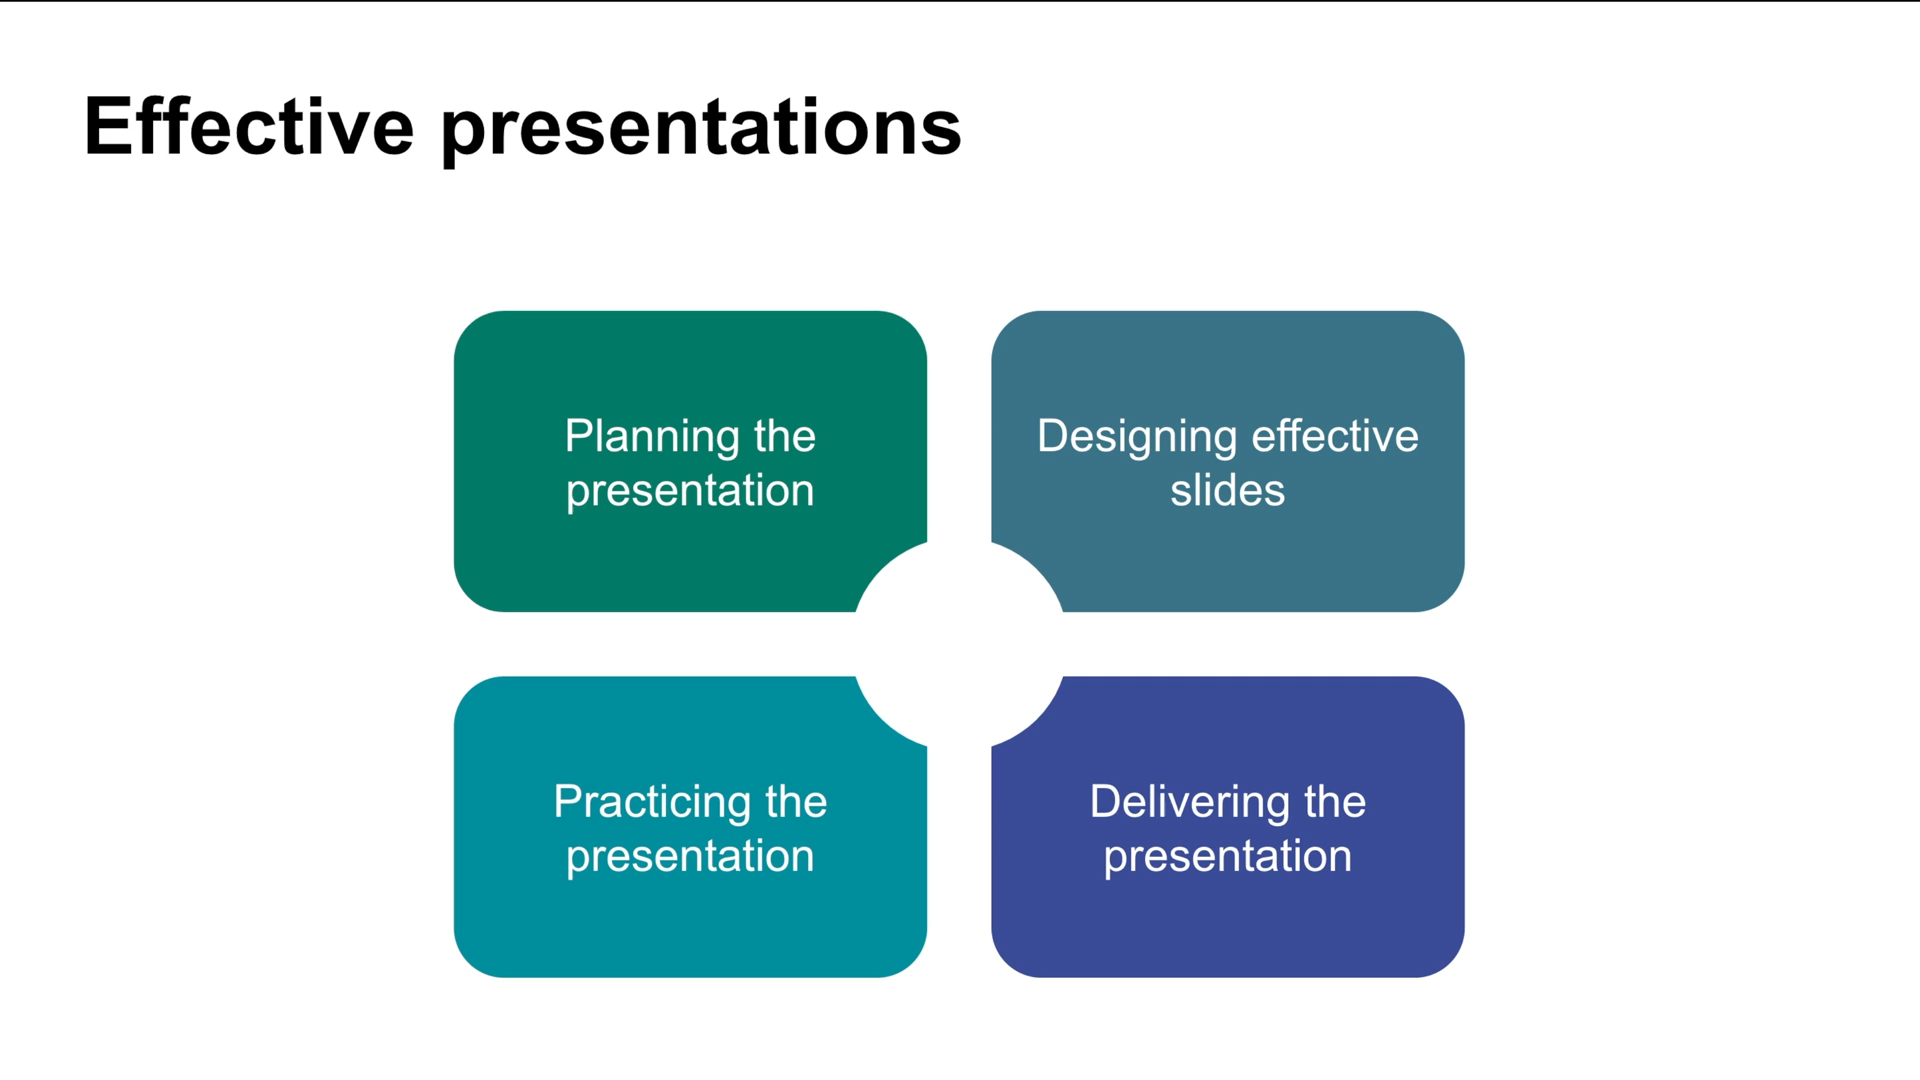 Effective presentations
Planning the
presentation
Designing effective
slides
Practicing the
presentation
Delivering the
presentation